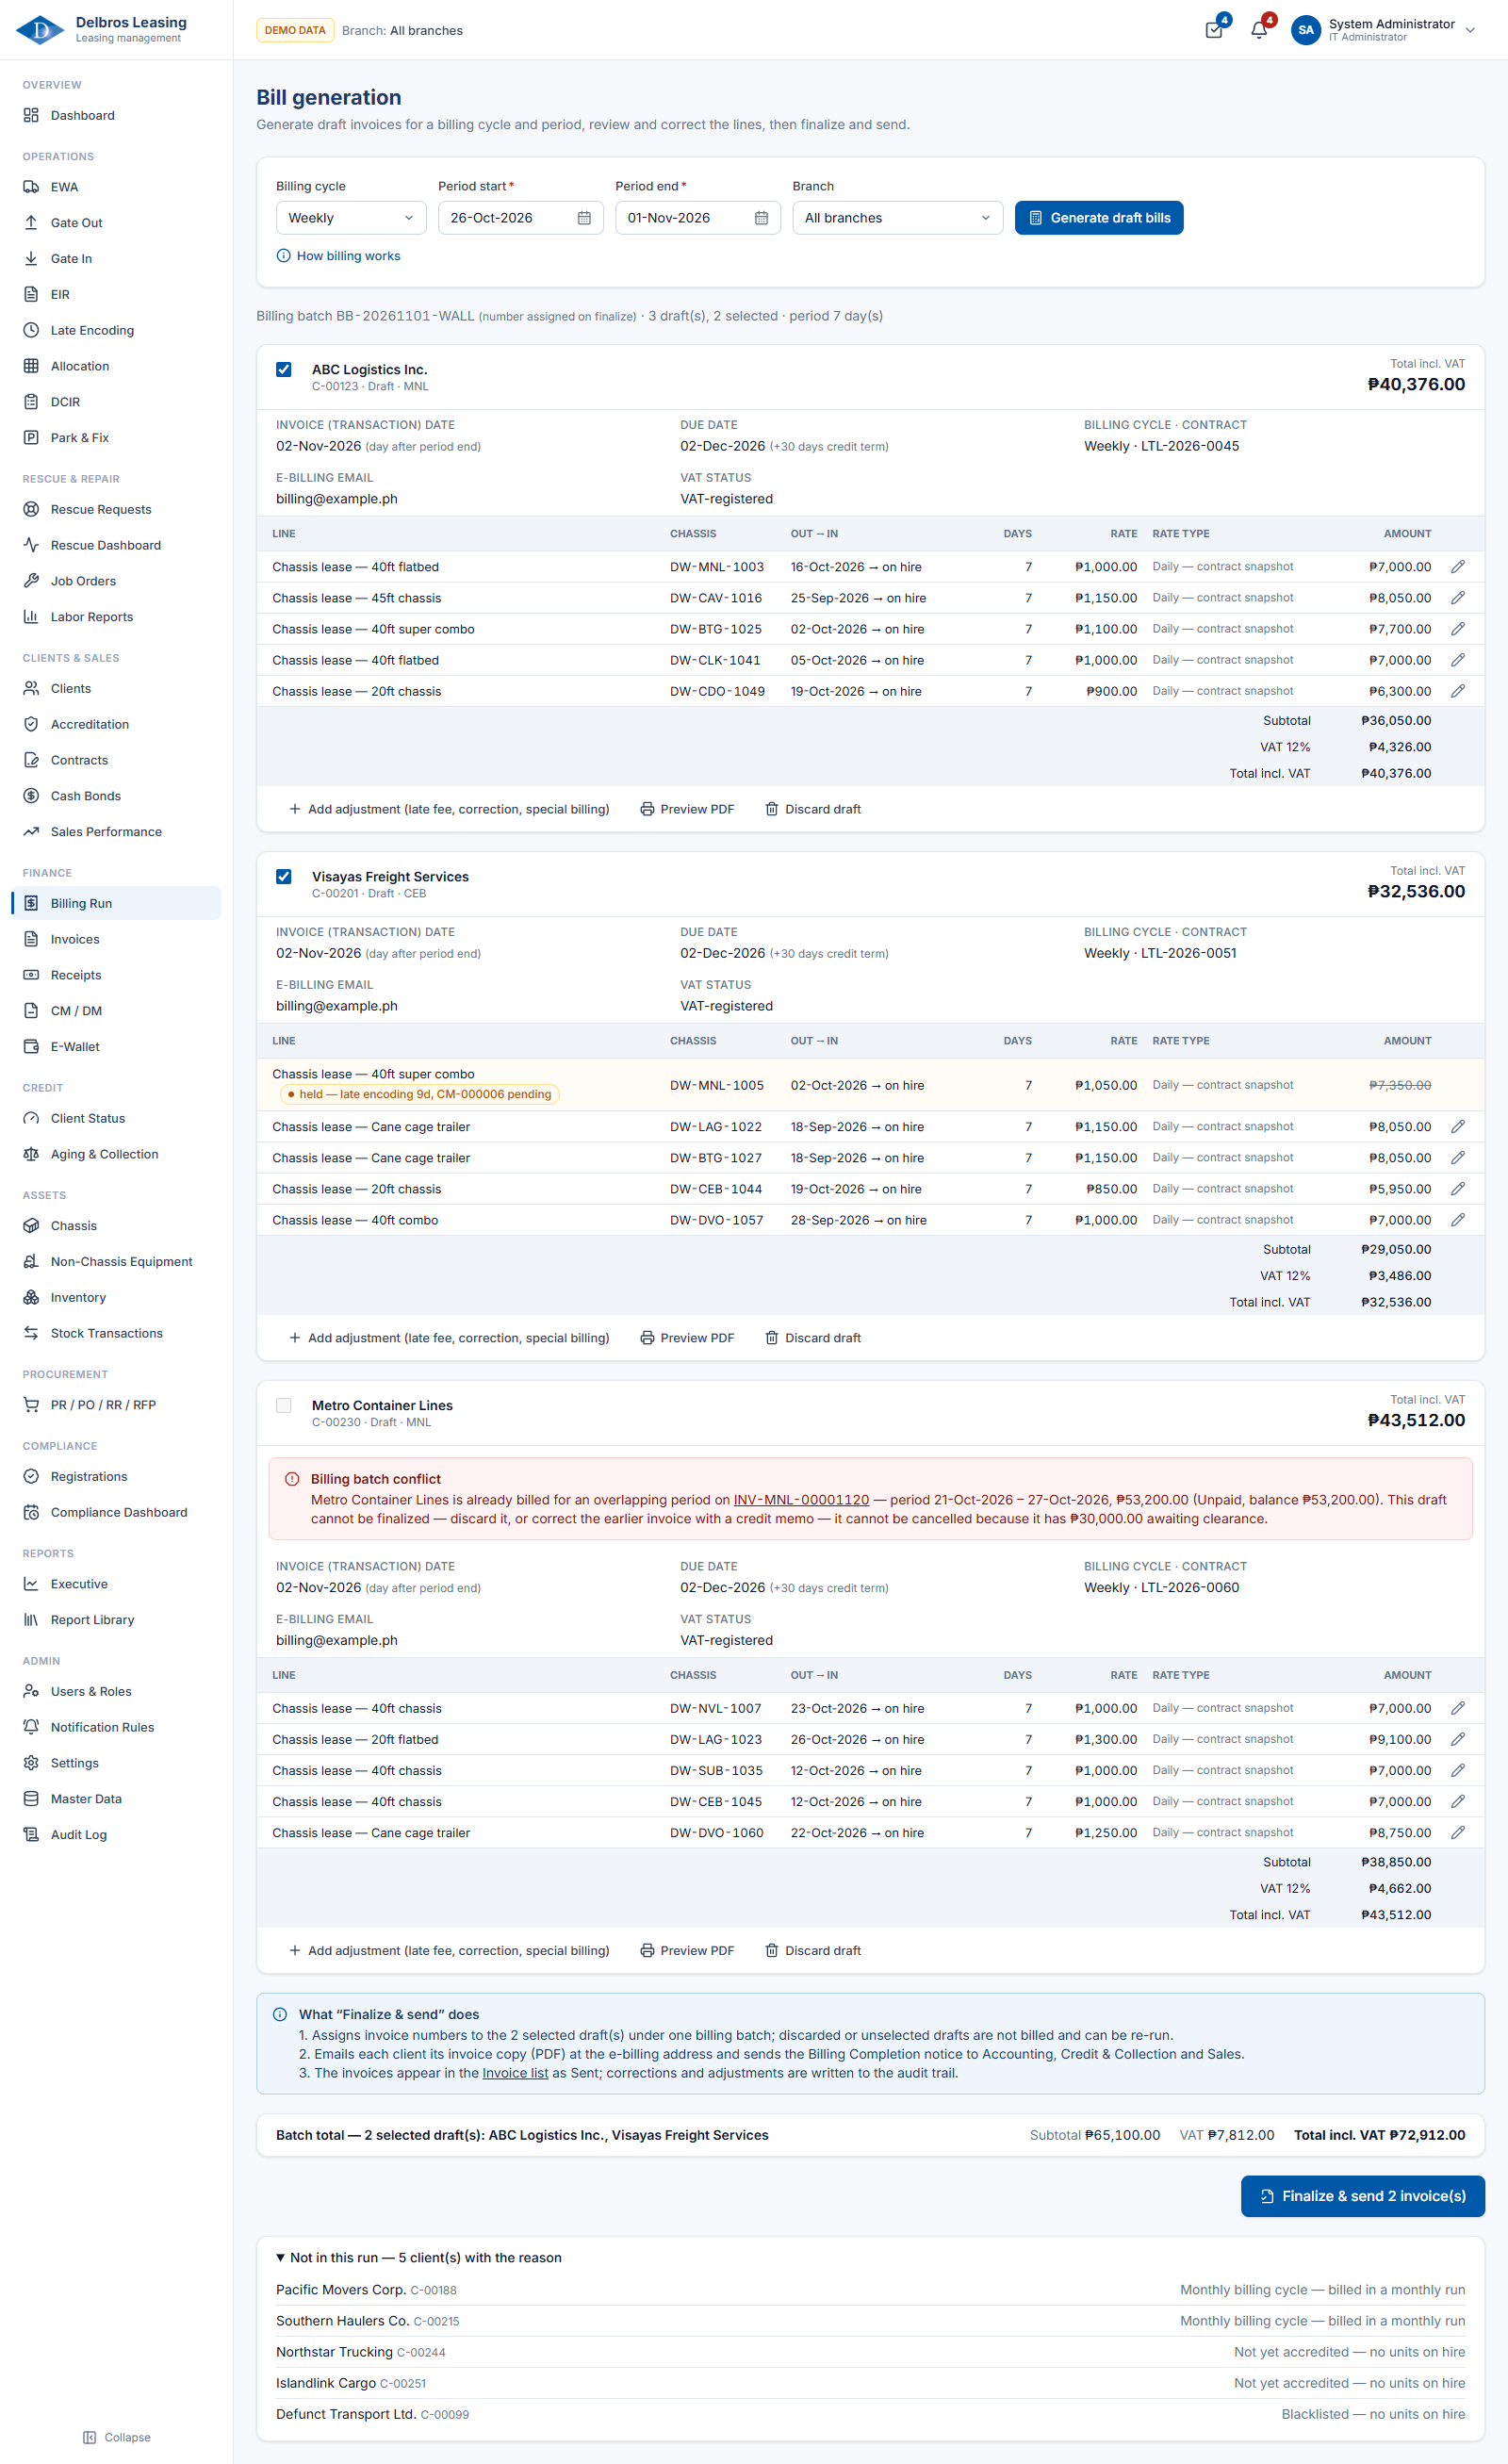 Delbros Leasing
Leasing management
DEMO DATA Branch: All branches
4
4
SA
System Administrator
IT Administrator
OVERVIEW
Dashboard
OPERATIONS
EWA
Gate Out
Gate In
EIR
Late Encoding
Allocation
DCIR
Park & Fix
RESCUE & REPAIR
Rescue Requests
Rescue Dashboard
Job Orders
Labor Reports
CLIENTS & SALES
Clients
Accreditation
Contracts
Cash Bonds
Sales Performance
FINANCE
Billing Run
Invoices
Receipts
CM / DM
E-Wallet
CREDIT
Client Status
Aging & Collection
ASSETS
Chassis
Non-Chassis Equipment
Inventory
Stock Transactions
PROCUREMENT
PR / PO / RR / RFP
COMPLIANCE
Registrations
Compliance Dashboard
REPORTS
Executive
Report Library
ADMIN
Users & Roles
Notification Rules
Settings
Master Data
Audit Log
Collapse
Bill generation
Generate draft invoices for a billing cycle and period, review and correct the lines, then finalize and send.
Billing cycle Period start * Period end * Branch
Weekly 26-Oct-2026 01-Nov-2026 All branches Generate draft bills
How billing works
Billing batch BB-20261101-WALL (number assigned on finalize) · 3 draft(s), 2 selected · period 7 day(s)
ABC Logistics Inc.
C-00123 · Draft · MNL
Total incl. VAT
₱40,376.00
INVOICE (TRANSACTION) DATE DUE DATE BILLING CYCLE · CONTRACT
02-Nov-2026 (day after period end) 02-Dec-2026 (+30 days credit term) Weekly · LTL-2026-0045
E-BILLING EMAIL VAT STATUS
billing@example.ph VAT-registered
LINE CHASSIS OUT → IN DAYS RATE RATE TYPE AMOUNT
Chassis lease — 40ft flatbed DW-MNL-1003 16-Oct-2026 → on hire 7 ₱1,000.00 Daily — contract snapshot ₱7,000.00
Chassis lease — 45ft chassis DW-CAV-1016 25-Sep-2026 → on hire 7 ₱1,150.00 Daily — contract snapshot ₱8,050.00
Chassis lease — 40ft super combo DW-BTG-1025 02-Oct-2026 → on hire 7 ₱1,100.00 Daily — contract snapshot ₱7,700.00
Chassis lease — 40ft flatbed DW-CLK-1041 05-Oct-2026 → on hire 7 ₱1,000.00 Daily — contract snapshot ₱7,000.00
Chassis lease — 20ft chassis DW-CDO-1049 19-Oct-2026 → on hire 7 ₱900.00 Daily — contract snapshot ₱6,300.00
Subtotal ₱36,050.00
VAT 12% ₱4,326.00
Total incl. VAT ₱40,376.00
Add adjustment (late fee, correction, special billing) Preview PDF Discard draft
Visayas Freight Services
C-00201 · Draft · CEB
Total incl. VAT
₱32,536.00
INVOICE (TRANSACTION) DATE DUE DATE BILLING CYCLE · CONTRACT
02-Nov-2026 (day after period end) 02-Dec-2026 (+30 days credit term) Weekly · LTL-2026-0051
E-BILLING EMAIL VAT STATUS
billing@example.ph VAT-registered
LINE CHASSIS OUT → IN DAYS RATE RATE TYPE AMOUNT
Chassis lease — 40ft super combo DW-MNL-1005 02-Oct-2026 → on hire 7 ₱1,050.00 Daily — contract snapshot ₱7,350.00
held — late encoding 9d, CM-000006 pending
Chassis lease — Cane cage trailer DW-LAG-1022 18-Sep-2026 → on hire 7 ₱1,150.00 Daily — contract snapshot ₱8,050.00
Chassis lease — Cane cage trailer DW-BTG-1027 18-Sep-2026 → on hire 7 ₱1,150.00 Daily — contract snapshot ₱8,050.00
Chassis lease — 20ft chassis DW-CEB-1044 19-Oct-2026 → on hire 7 ₱850.00 Daily — contract snapshot ₱5,950.00
Chassis lease — 40ft combo DW-DVO-1057 28-Sep-2026 → on hire 7 ₱1,000.00 Daily — contract snapshot ₱7,000.00
Subtotal ₱29,050.00
VAT 12% ₱3,486.00
Total incl. VAT ₱32,536.00
Add adjustment (late fee, correction, special billing) Preview PDF Discard draft
Metro Container Lines
C-00230 · Draft · MNL
Total incl. VAT
₱43,512.00
Billing batch conflict
Metro Container Lines is already billed for an overlapping period on INV-MNL-00001120 — period 21-Oct-2026 – 27-Oct-2026, ₱53,200.00 (Unpaid, balance ₱53,200.00). This draft
cannot be finalized — discard it, or correct the earlier invoice with a credit memo — it cannot be cancelled because it has ₱30,000.00 awaiting clearance.
INVOICE (TRANSACTION) DATE DUE DATE BILLING CYCLE · CONTRACT
02-Nov-2026 (day after period end) 02-Dec-2026 (+30 days credit term) Weekly · LTL-2026-0060
E-BILLING EMAIL VAT STATUS
billing@example.ph VAT-registered
LINE CHASSIS OUT → IN DAYS RATE RATE TYPE AMOUNT
Chassis lease — 40ft chassis DW-NVL-1007 23-Oct-2026 → on hire 7 ₱1,000.00 Daily — contract snapshot ₱7,000.00
Chassis lease — 20ft flatbed DW-LAG-1023 26-Oct-2026 → on hire 7 ₱1,300.00 Daily — contract snapshot ₱9,100.00
Chassis lease — 40ft chassis DW-SUB-1035 12-Oct-2026 → on hire 7 ₱1,000.00 Daily — contract snapshot ₱7,000.00
Chassis lease — 40ft chassis DW-CEB-1045 12-Oct-2026 → on hire 7 ₱1,000.00 Daily — contract snapshot ₱7,000.00
Chassis lease — Cane cage trailer DW-DVO-1060 22-Oct-2026 → on hire 7 ₱1,250.00 Daily — contract snapshot ₱8,750.00
Subtotal ₱38,850.00
VAT 12% ₱4,662.00
Total incl. VAT ₱43,512.00
Add adjustment (late fee, correction, special billing) Preview PDF Discard draft
What “Finalize & send” does
1. Assigns invoice numbers to the 2 selected draft(s) under one billing batch; discarded or unselected drafts are not billed and can be re-run.
2. Emails each client its invoice copy (PDF) at the e-billing address and sends the Billing Completion notice to Accounting, Credit & Collection and Sales.
3. The invoices appear in the Invoice list as Sent; corrections and adjustments are written to the audit trail.
Batch total — 2 selected draft(s): ABC Logistics Inc., Visayas Freight Services Subtotal ₱65,100.00 VAT ₱7,812.00 Total incl. VAT ₱72,912.00
Finalize & send 2 invoice(s)
▼ Not in this run — 5 client(s) with the reason
Pacific Movers Corp. C-00188 Monthly billing cycle — billed in a monthly run
Southern Haulers Co. C-00215 Monthly billing cycle — billed in a monthly run
Northstar Trucking C-00244 Not yet accredited — no units on hire
Islandlink Cargo C-00251 Not yet accredited — no units on hire
Defunct Transport Ltd. C-00099 Blacklisted — no units on hire